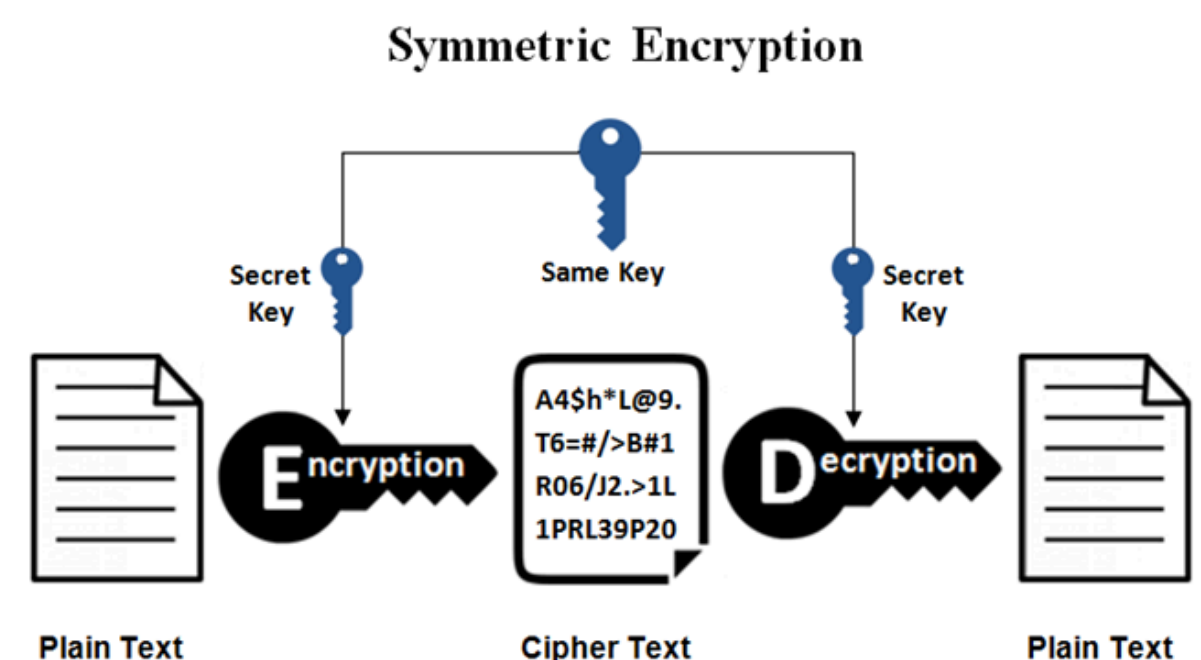 Symmetric Encryption
Secret
Key
Same Key
Secret
Key
Encryption
A4$h*L@9.
T6=#/>B#1
R06/J2.>1L
1PRL39P20
Decryption
Plain Text
Cipher Text
Plain Text